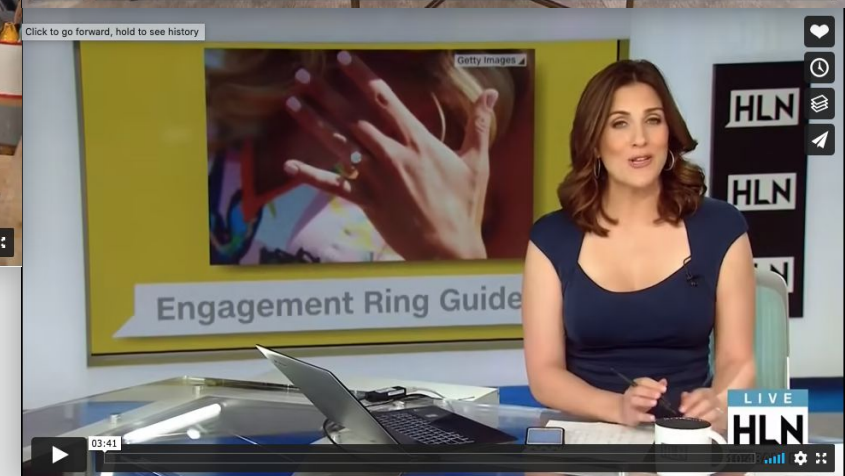 Click to go forward, hold to see history
Getty Images
HLN
HLN
Engagement Ring Guide
LIVE
HLN
03:41